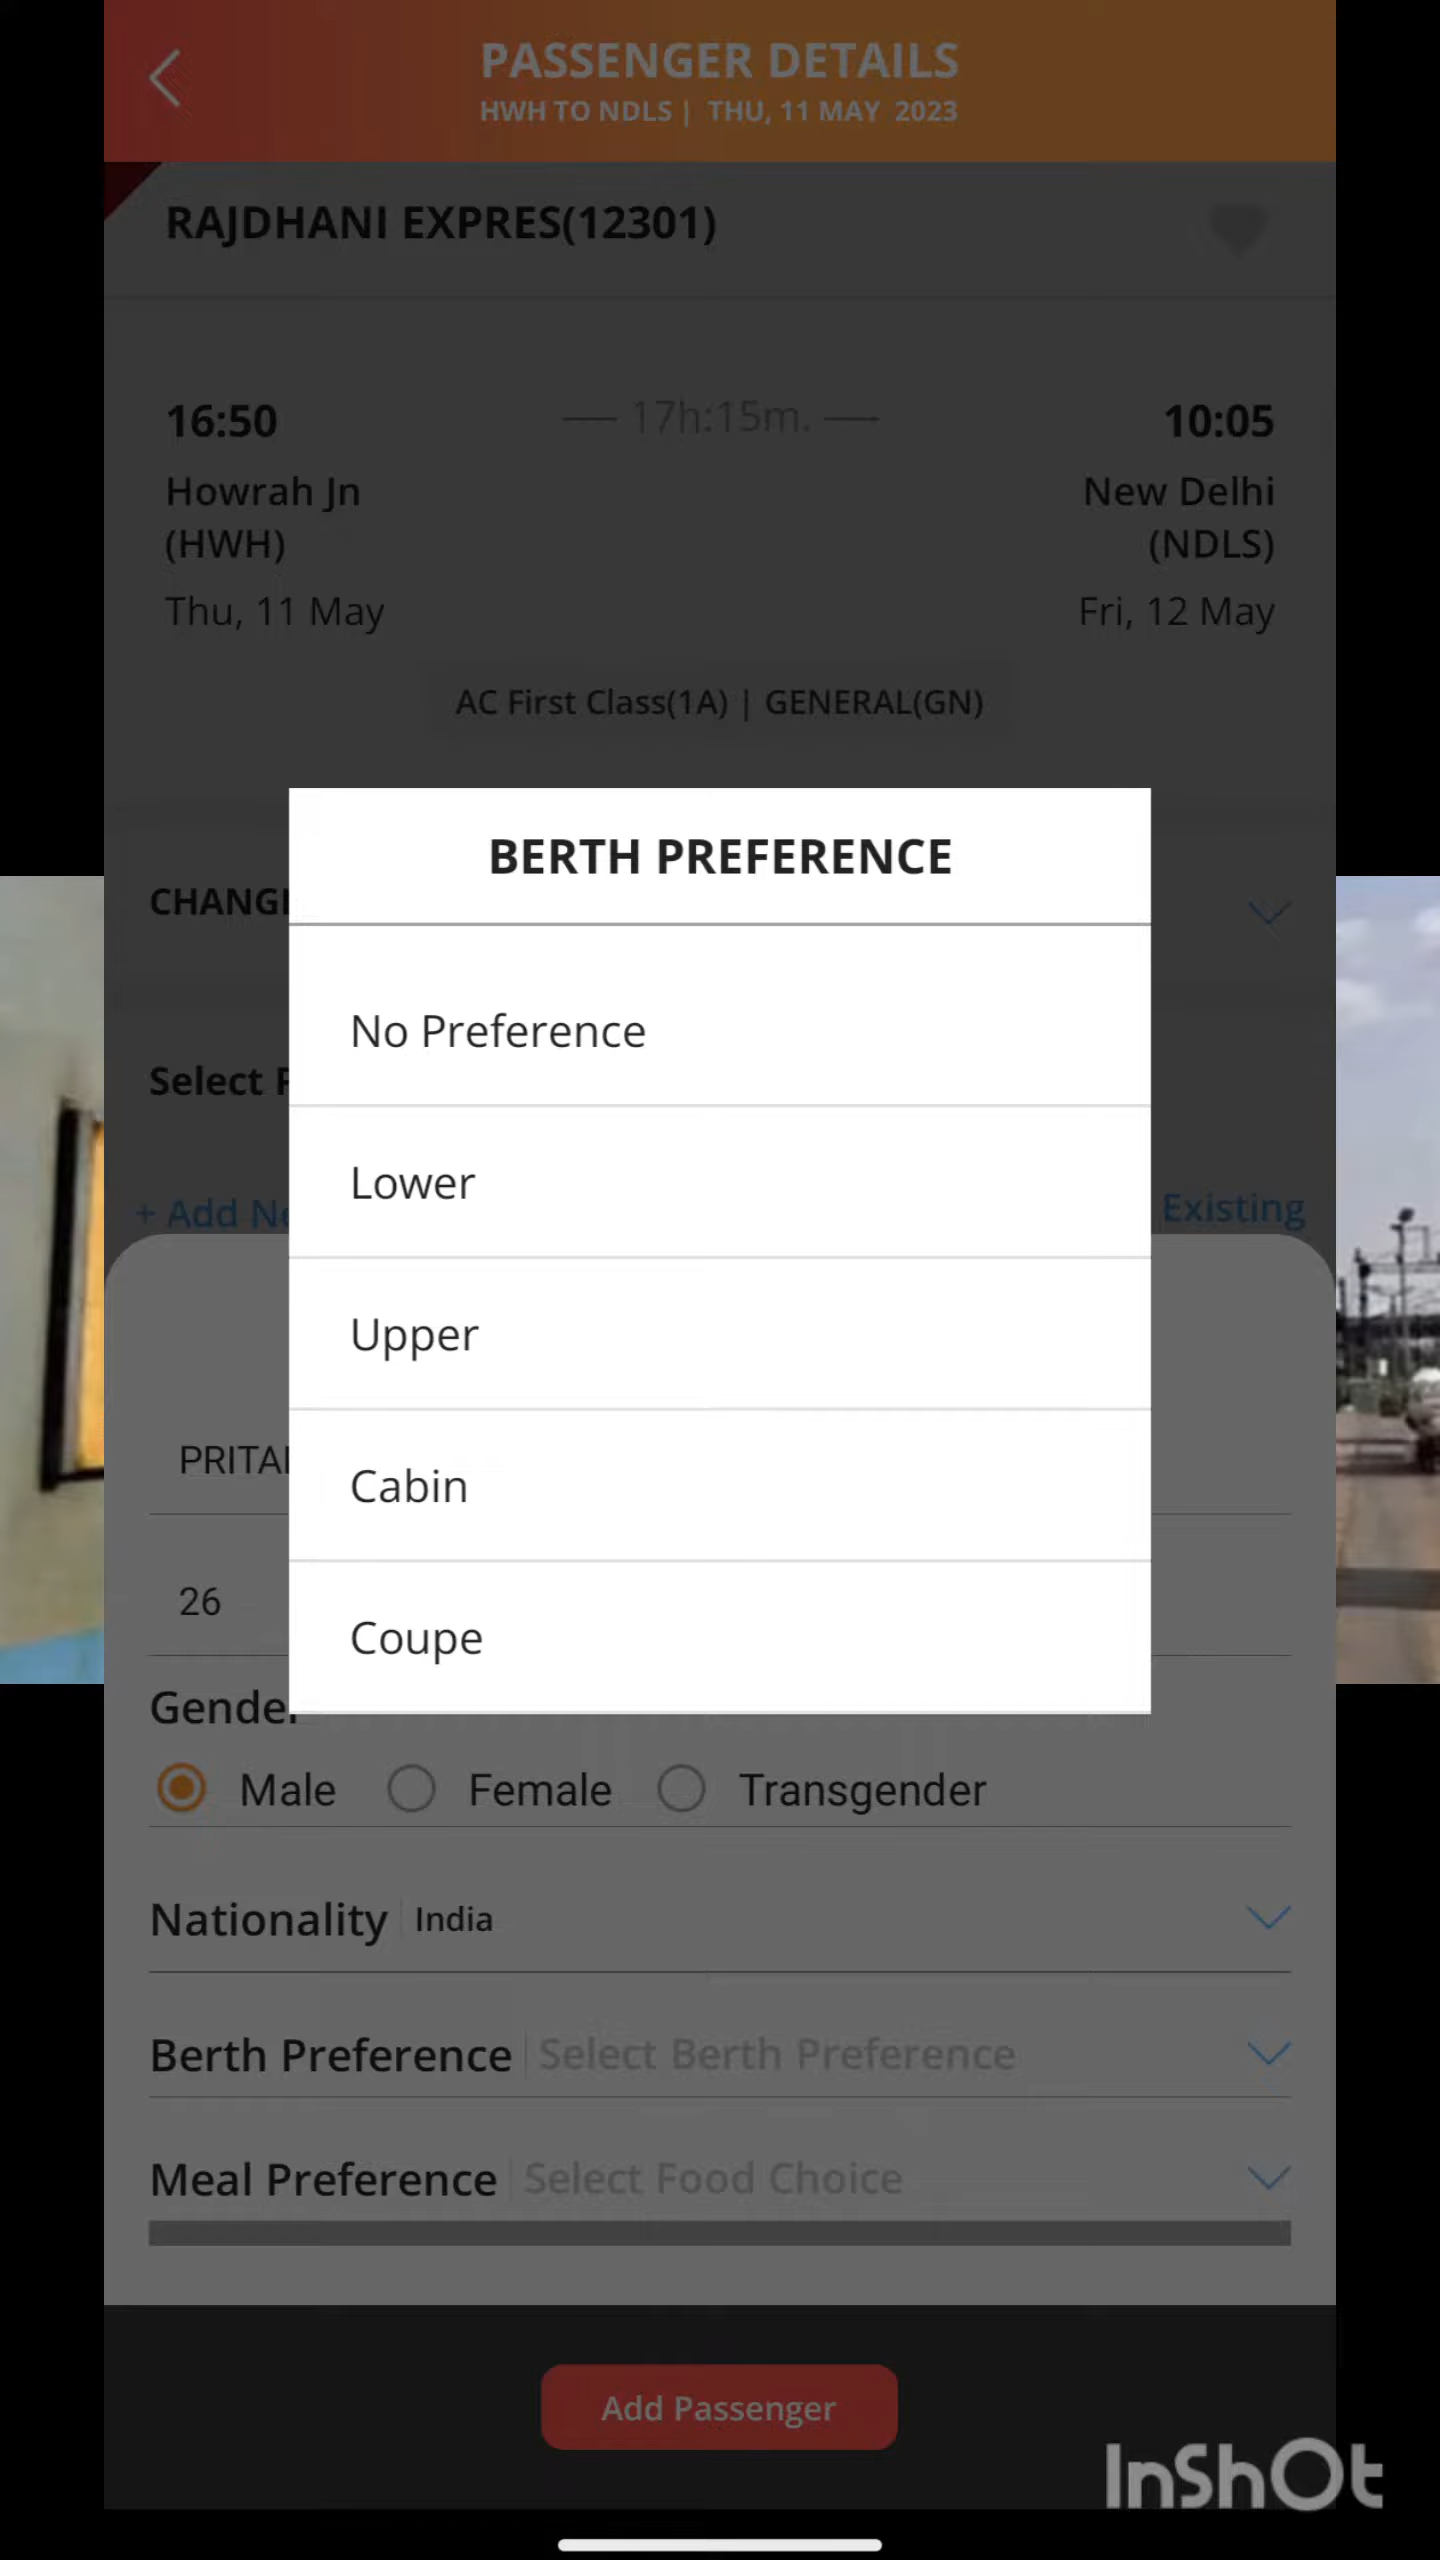 PASSENGER DETAILS
HWH TO NDLS | THU, 11 MAY 2023
RAJDHANI EXPRES(12301)
16:50
17h:15m.
10:05
Howrah Jn
(HWH)
New Delhi
(NDLS)
Thu, 11 May
Fri, 12 May
AC First Class(1A) | GENERAL(GN)
BERTH PREFERENCE
No Preference
Select
Lower
+ Add
Existing
Upper
Cabin
26
Coupe
Gender
Male
Female
Transgender
Nationality
India
Berth Preference
Select Berth Preference
Meal Preference
Select Food Choice
Add Passenger
InShOt